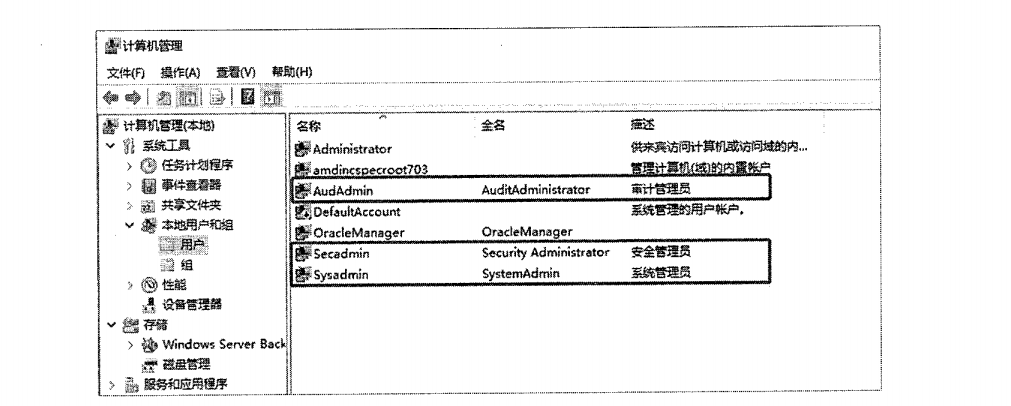 计算机管理
文件(F) 操作(A) 查看(V) 帮助(H)
计算机管理(本地)
系统工具
任务计划程序
事件查看器
共享文件夹
本地用户和组
用户
组
性能
设备管理器
存储
Windows Server Back
磁盘管理
服务和应用程序
名称 全名 描述
Administrator 供来宾访问计算机或访问域的内...
amdincspecroot703 管理计算机(域)的内置帐户
AudAdmin AuditAdministrator 审计管理员
DefaultAccount 系统管理的用户帐户。
OracleManager OracleManager
Secadmin Security Administrator 安全管理员
Sysadmin SystemAdmin 系统管理员